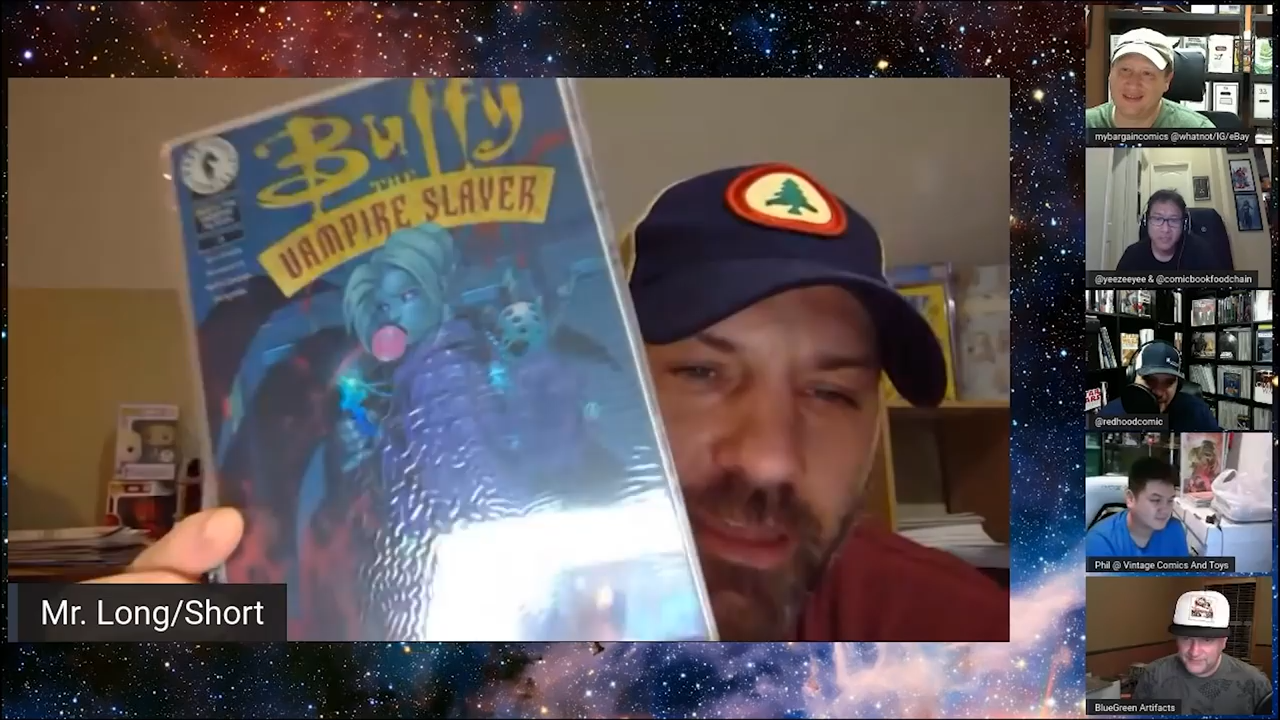 Buffy
THE
VAMPIRE SLAYER
Mr. Long/Short
mybargaincomics @whatnot/IG/eBay
@yeezeeyee & @comicbookfoodchain
@redhoodcomic
Phil @ Vintage Comics And Toys
BlueGreen Artifacts